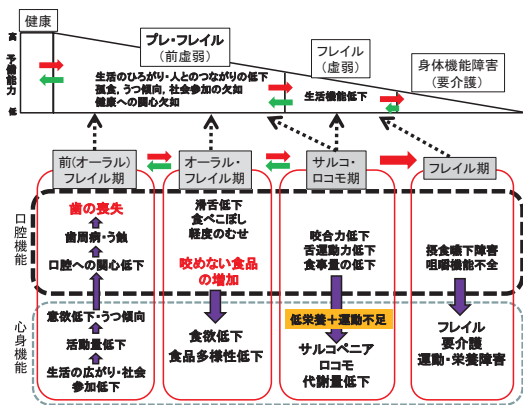 健康
高
予備能力
低
プレ・フレイル
(前虚弱)
生活のひろがり・人とのつながりの低下
孤食,うつ傾向,社会参加の欠如
健康への関心欠如
フレイル
(虚弱)
生活機能低下
身体機能障害
(要介護)
前(オーラル)
フレイル期
オーラル・
フレイル期
サルコ・
ロコモ期
フレイル期
口腔機能
歯の喪失
歯周病・う蝕
口腔への関心低下
滑舌低下
食べこぼし
軽度のむせ
咬めない食品
の増加
咬合力低下
舌運動力低下
食事量の低下
摂食嚥下障害
咀嚼機能不全
心身機能
意欲低下・うつ傾向
活動量低下
生活の広がり・社会
参加低下
食欲低下
食品多様性低下
低栄養+運動不足
サルコペニア
ロコモ
代謝量低下
フレイル
要介護
運動・栄養障害